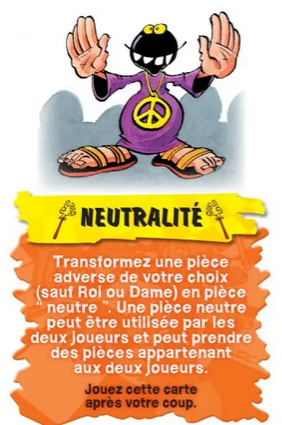 NEUTRALITÉ
Transformez une pièce
adverse de votre choix
(sauf Roi ou Dame) en pièce
“ neutre ”. Une pièce neutre
peut être utilisée par les
deux joueurs et peut prendre
des pièces appartenant
aux deux joueurs.
Jouez cette carte
après votre coup.